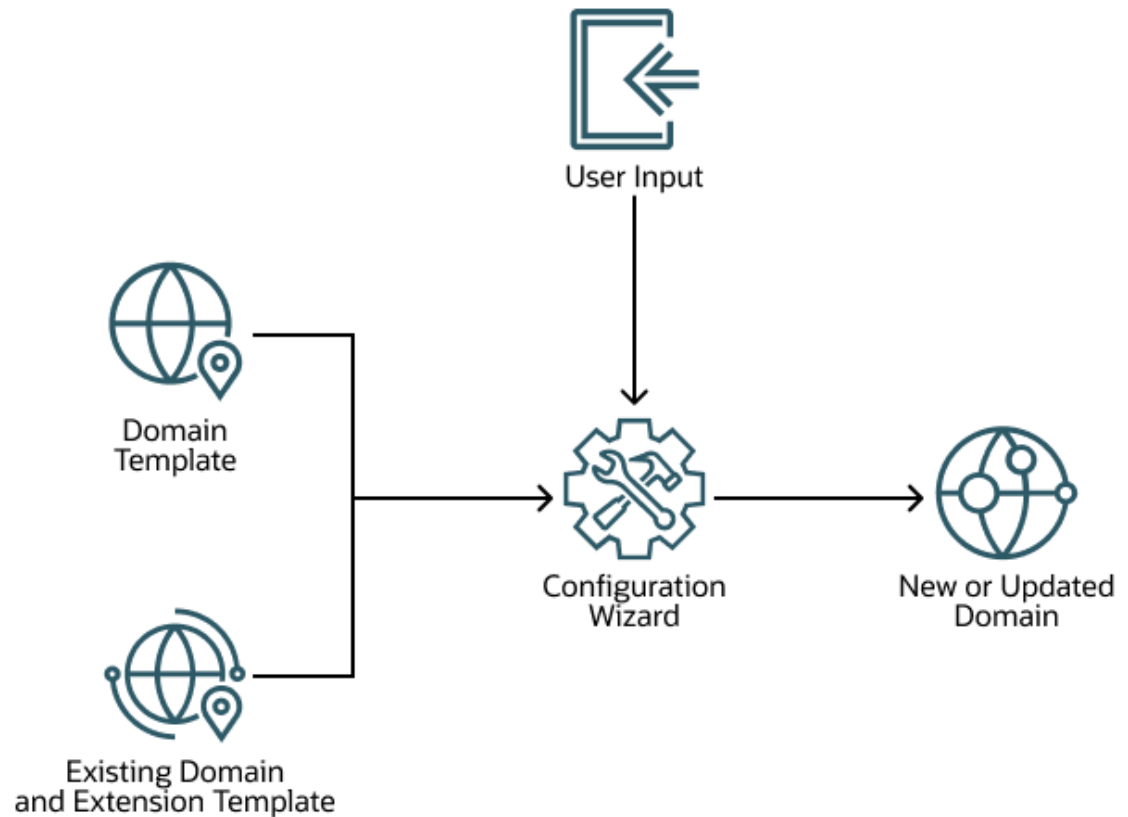 User Input
Domain
Template
Configuration
Wizard
New or Updated
Domain
Existing Domain
and Extension Template